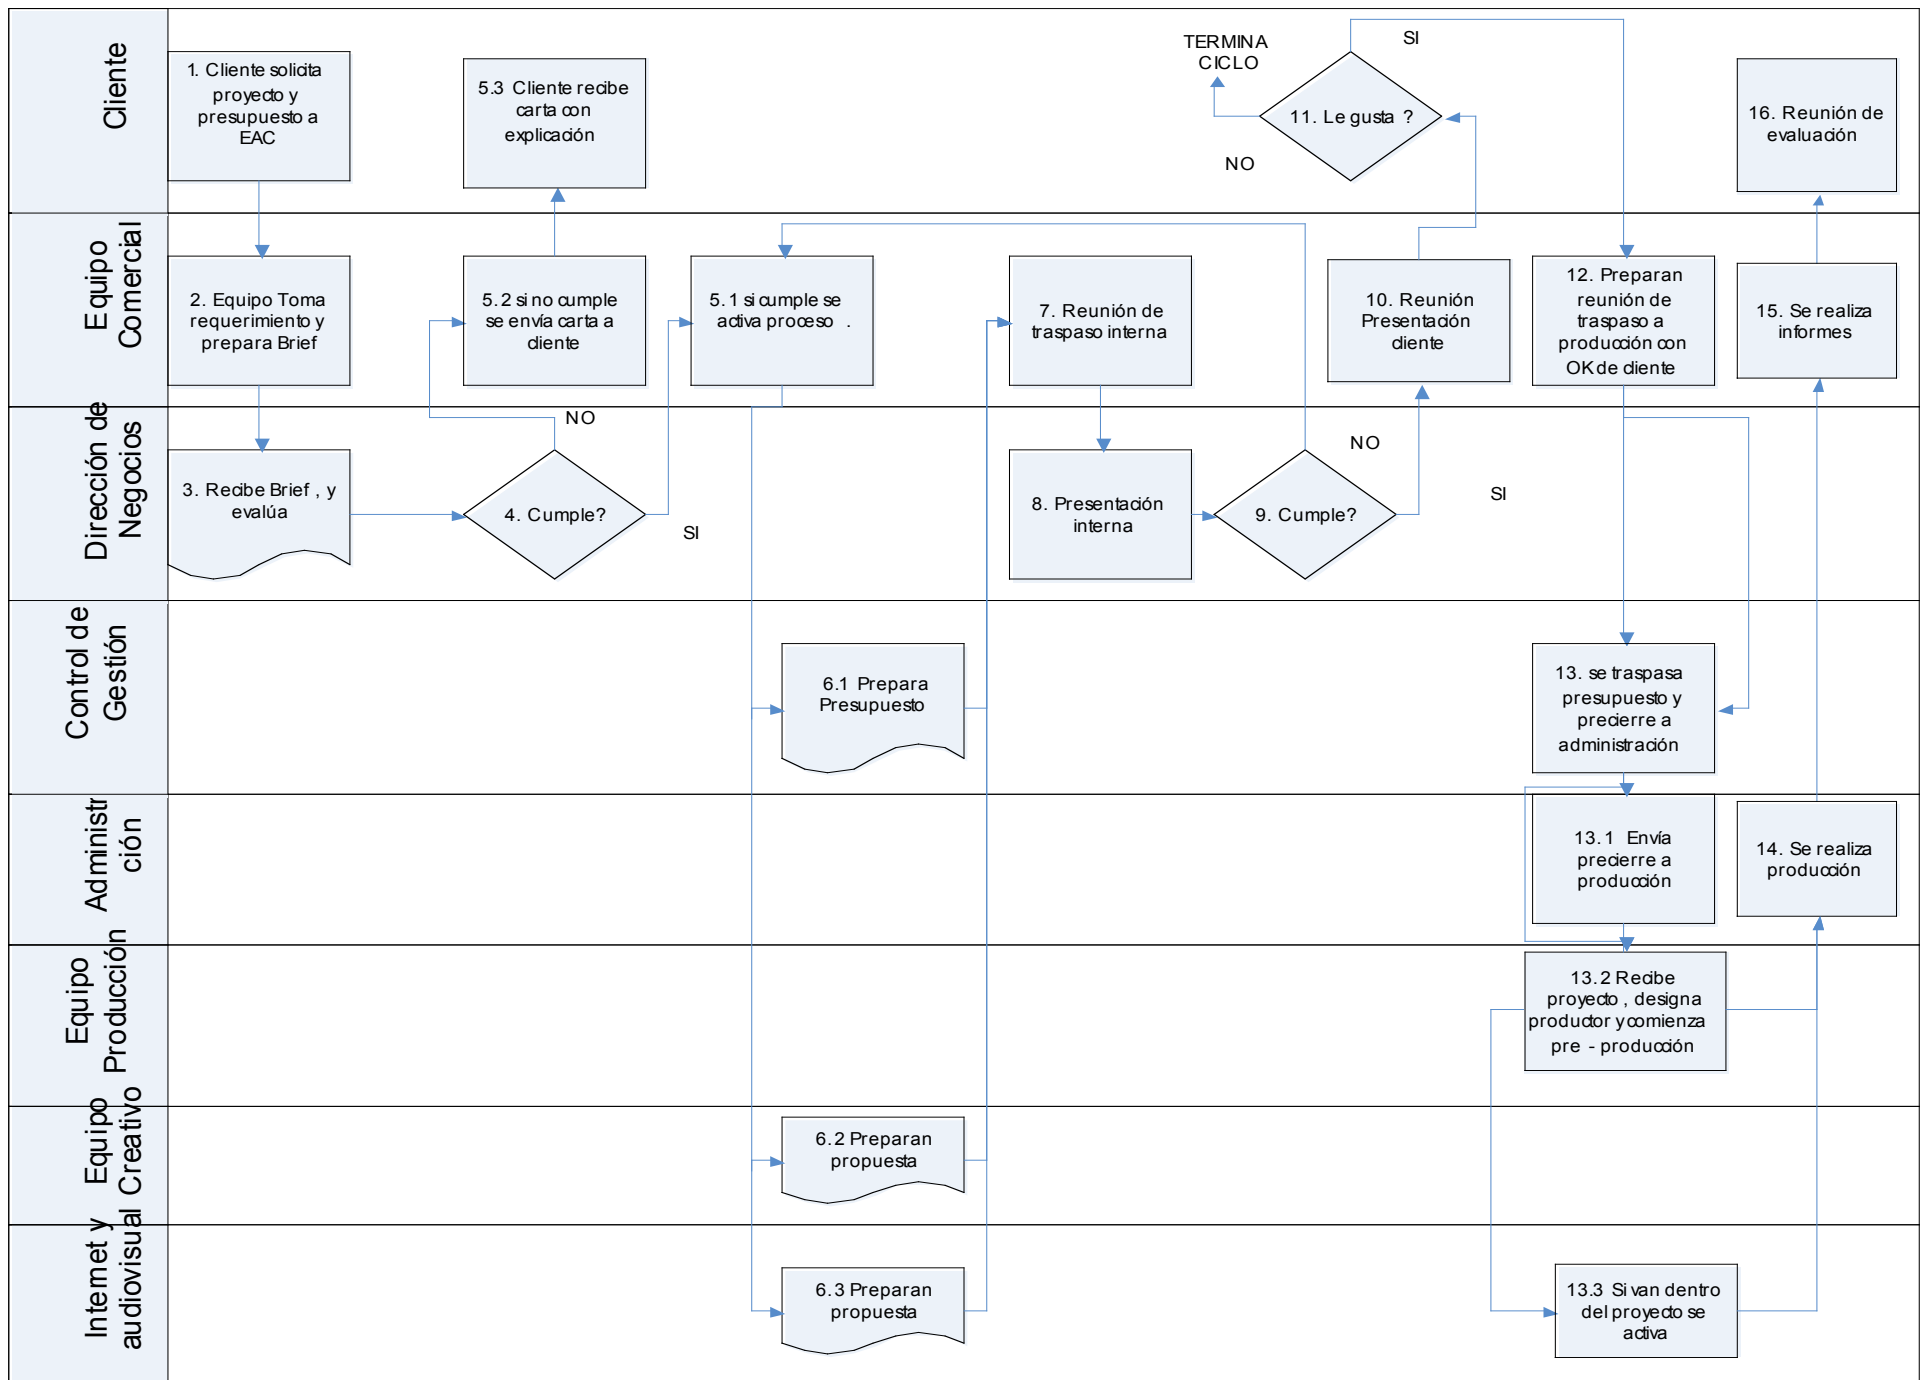 Cliente
1. Cliente solicita
proyecto y
presupuesto a
EAC
5.3 Cliente recibe
carta con
explicación
TERMINA
CICLO
SI
11. Le gusta ?
NO
16. Reunión de
evaluación
Equipo
Comercial
2. Equipo Toma
requerimiento y
prepara Brief
5.2 si no cumple
se envía carta a
cliente
5.1 si cumple se
activa proceso .
7. Reunión de
traspaso interna
10. Reunión
Presentación
cliente
12. Preparan
reunión de
traspaso a
producción con
OK de cliente
15. Se realiza
informes
Dirección de
Negocios
3. Recibe Brief , y
evalúa
NO
4. Cumple?
SI
8. Presentación
interna
9. Cumple?
NO
SI
Control de
Gestión
6.1 Prepara
Presupuesto
13. se traspasa
presupuesto y
precierre a
administración
Administr
ción
13.1 Envía
precierre a
producción
14. Se realiza
producción
Equipo
Producción
13.2 Recibe
proyecto , designa
productor y comienza
pre - producción
Equipo
Creativo
6.2 Preparan
propuesta
Internet y
audiovisual
6.3 Preparan
propuesta
13.3 Si van dentro
del proyecto se
activa